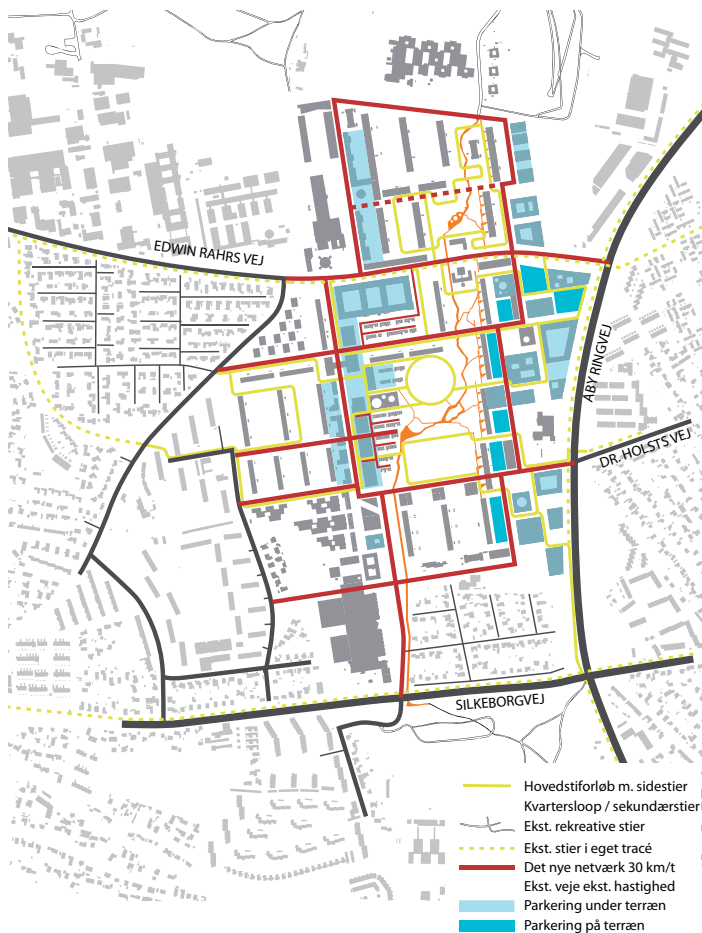 EDWIN RAHRS VEJ
ÅBY RINGVEJ
DR. HOLSTS VEJ
SILKEBORGVEJ
Hovedstiforløb m. sidestier
Kvartersloop / sekundærstier
Ekst. rekreative stier
Ekst. stier i eget tracé
Det nye netværk 30 km/t
Ekst. veje ekst. hastighed
Parkering under terræn
Parkering på terræn